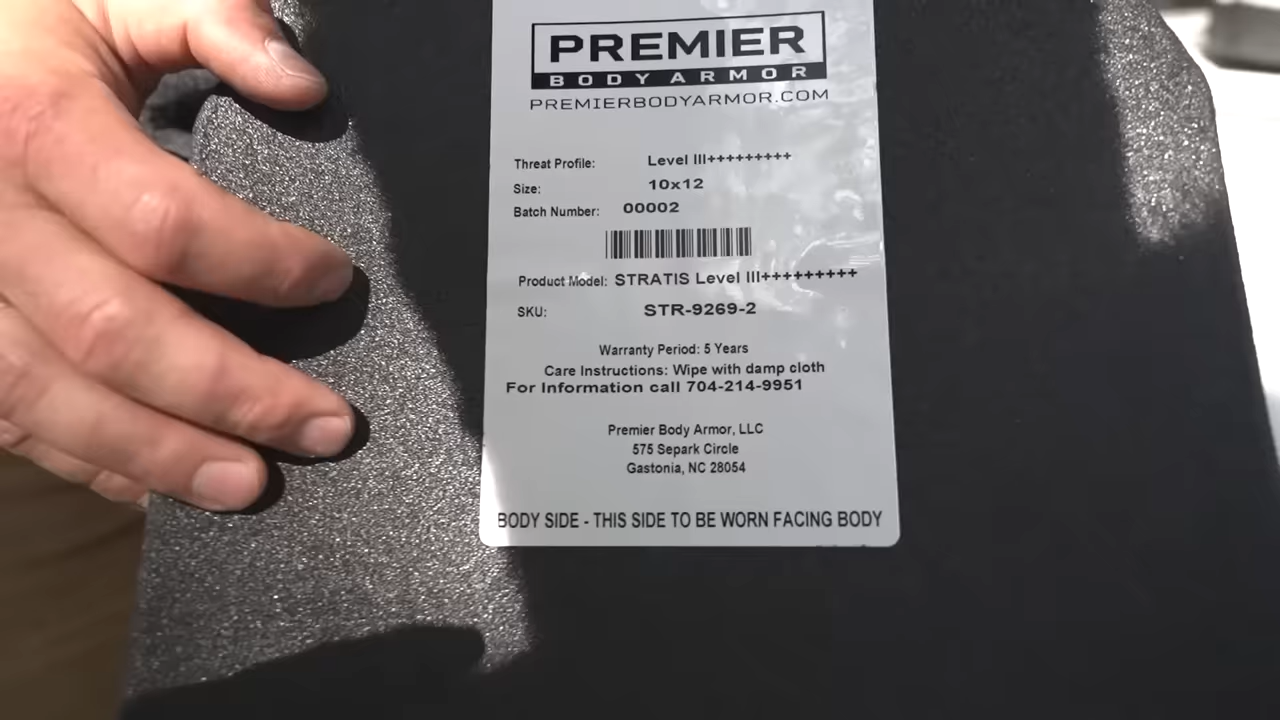 PREMIER
BODY ARMOR
PREMIERBODYARMOR.COM
Threat Profile: Level III+++++++++
Size: 10x12
Batch Number: 00002
Product Model: STRATIS Level III+++++++++
SKU: STR-9269-2
Warranty Period: 5 Years
Care Instructions: Wipe with damp cloth
For Information call 704-214-9951
Premier Body Armor, LLC
575 Separk Circle
Gastonia, NC 28054
BODY SIDE - THIS SIDE TO BE WORN FACING BODY